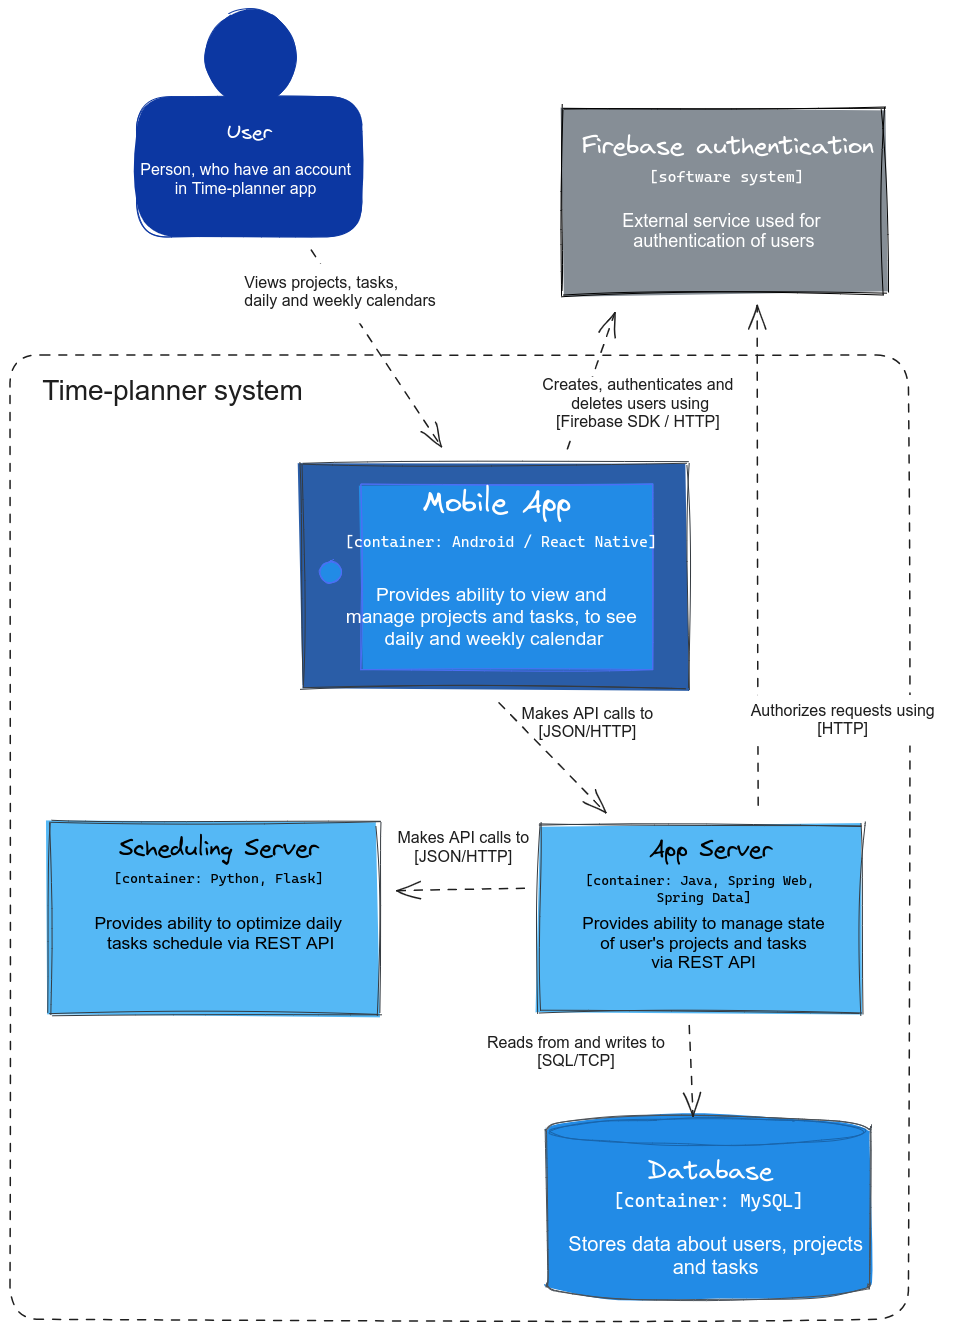 User
Person, who have an account
in Time-planner app
Firebase authentication
[software system]
External service used for
authentication of users
Views projects, tasks,
daily and weekly calendars
Time-planner system
Creates, authenticates and
deletes users using
[Firebase SDK / HTTP]
Mobile App
[container: Android / React Native]
Provides ability to view and
manage projects and tasks, to see
daily and weekly calendar
Makes API calls to
[JSON/HTTP]
Authorizes requests using
[HTTP]
Scheduling Server
[container: Python, Flask]
Provides ability to optimize daily
tasks schedule via REST API
Makes API calls to
[JSON/HTTP]
App Server
[container: Java, Spring Web,
Spring Data]
Provides ability to manage state
of user's projects and tasks
via REST API
Reads from and writes to
[SQL/TCP]
Database
[container: MySQL]
Stores data about users, projects
and tasks